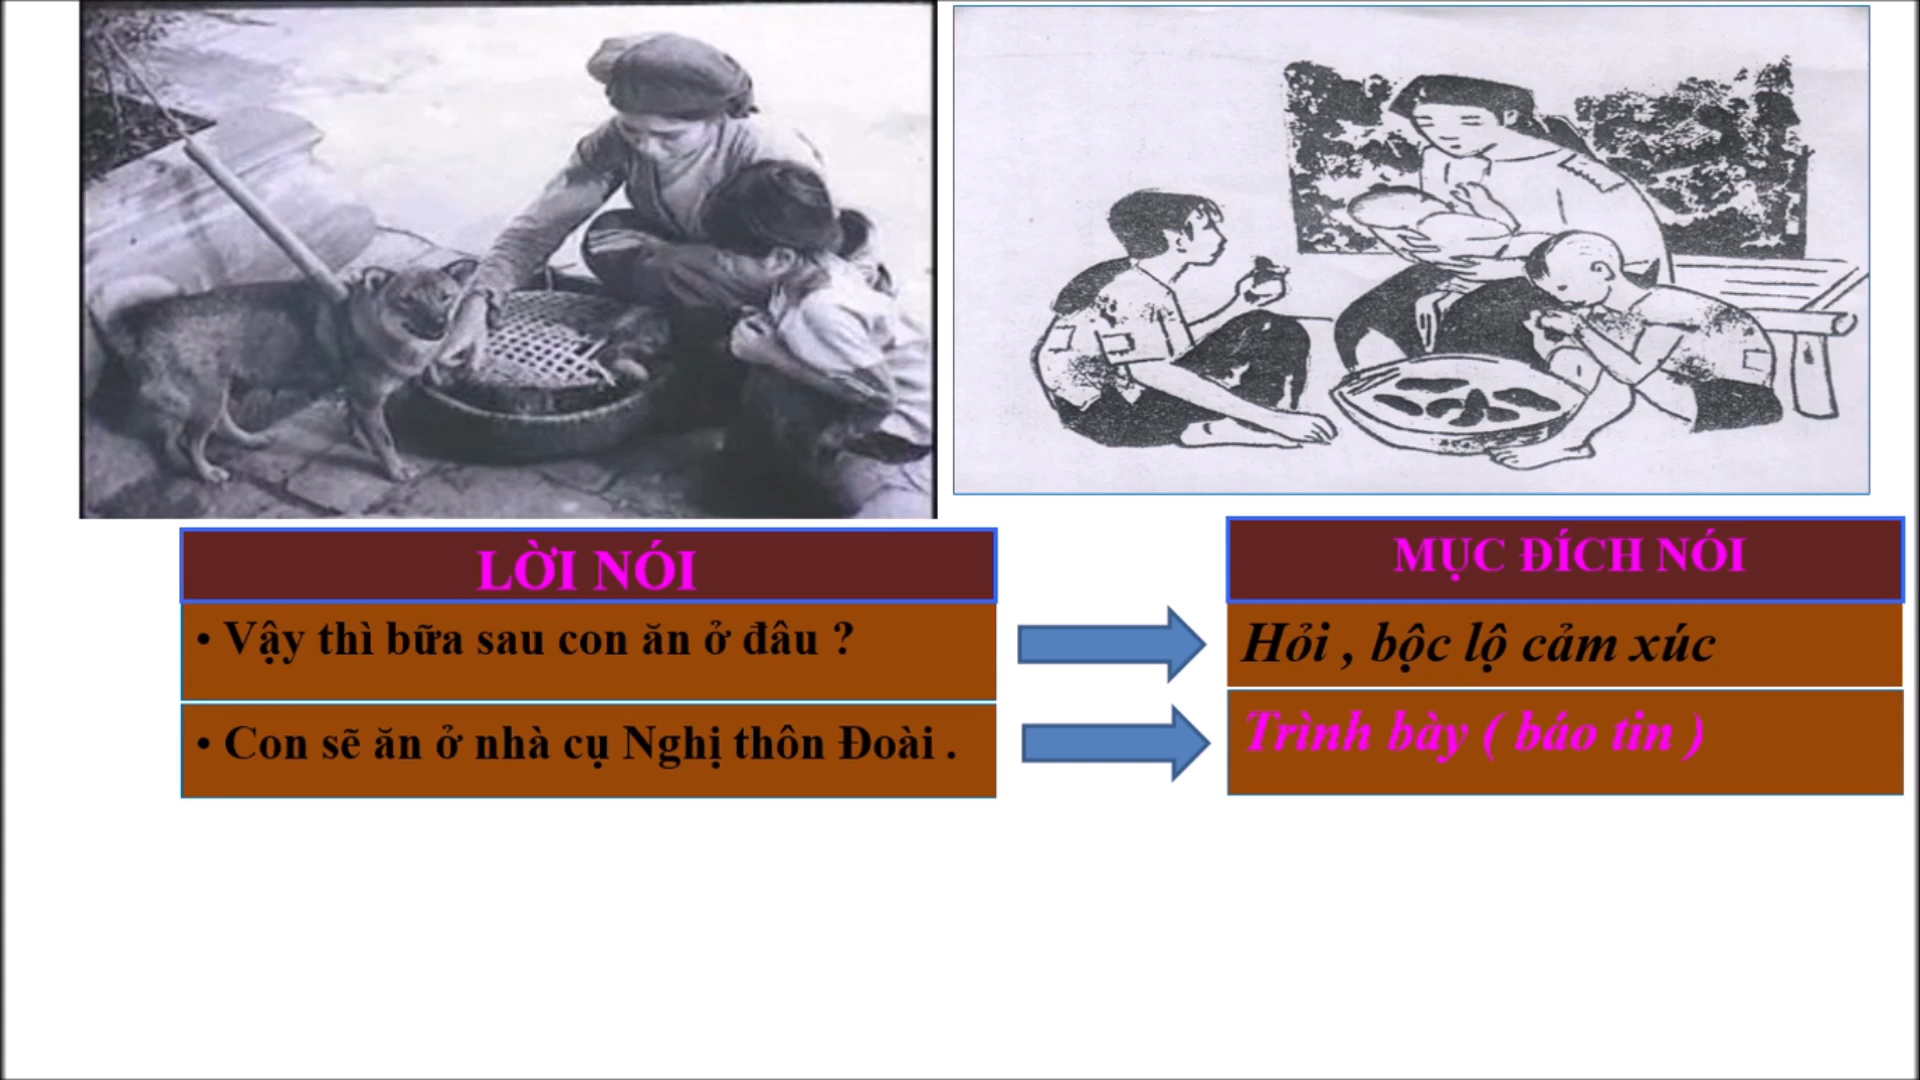 LỜI NÓI
MỤC ĐÍCH NÓI
• Vậy thì bữa sau con ăn ở đâu ?
Hỏi , bộc lộ cảm xúc
• Con sẽ ăn ở nhà cụ Nghị thôn Đoài .
Trình bày ( báo tin )